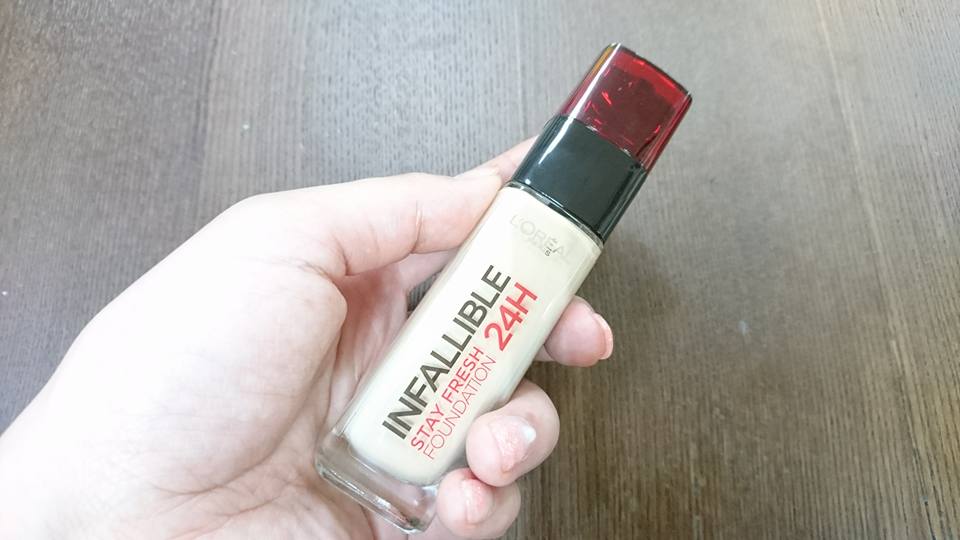 L'ORÉAL
PARIS
INFALLIBLE
24H
STAY FRESH
FOUNDATION